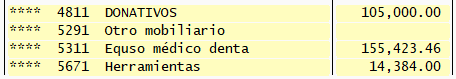 **** 4811 DONATIVOS 105,000.00
**** 5291 Otro mobiliario
**** 5311 Equso médico denta 155,423.46
**** 5671 Herramientas 14,384.00